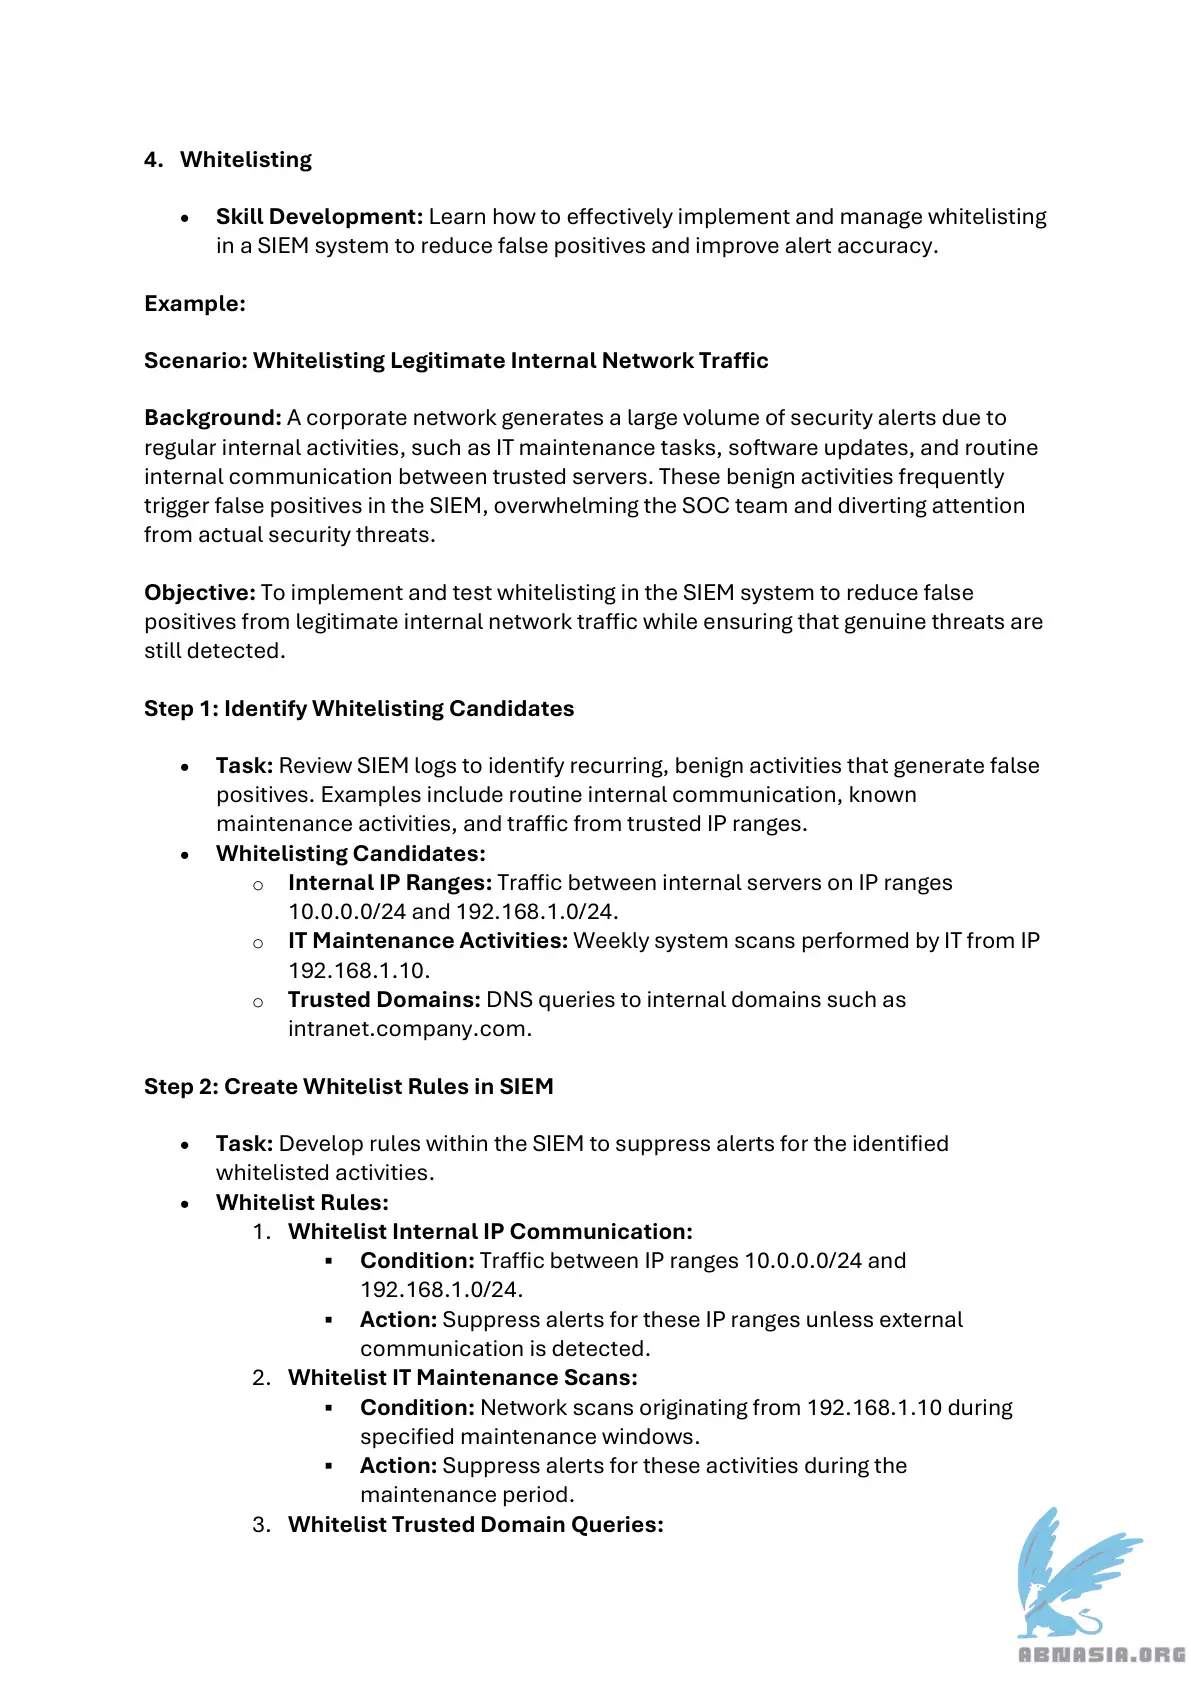 4. Whitelisting
• Skill Development: Learn how to effectively implement and manage whitelisting
in a SIEM system to reduce false positives and improve alert accuracy.
Example:
Scenario: Whitelisting Legitimate Internal Network Traffic
Background: A corporate network generates a large volume of security alerts due to
regular internal activities, such as IT maintenance tasks, software updates, and routine
internal communication between trusted servers. These benign activities frequently
trigger false positives in the SIEM, overwhelming the SOC team and diverting attention
from actual security threats.
Objective: To implement and test whitelisting in the SIEM system to reduce false
positives from legitimate internal network traffic while ensuring that genuine threats are
still detected.
Step 1: Identify Whitelisting Candidates
• Task: Review SIEM logs to identify recurring, benign activities that generate false
positives. Examples include routine internal communication, known
maintenance activities, and traffic from trusted IP ranges.
• Whitelisting Candidates:
o Internal IP Ranges: Traffic between internal servers on IP ranges
10.0.0.0/24 and 192.168.1.0/24.
o IT Maintenance Activities: Weekly system scans performed by IT from IP
192.168.1.10.
o Trusted Domains: DNS queries to internal domains such as
intranet.company.com.
Step 2: Create Whitelist Rules in SIEM
• Task: Develop rules within the SIEM to suppress alerts for the identified
whitelisted activities.
• Whitelist Rules:
1. Whitelist Internal IP Communication:
▪ Condition: Traffic between IP ranges 10.0.0.0/24 and
192.168.1.0/24.
▪ Action: Suppress alerts for these IP ranges unless external
communication is detected.
2. Whitelist IT Maintenance Scans:
▪ Condition: Network scans originating from 192.168.1.10 during
specified maintenance windows.
▪ Action: Suppress alerts for these activities during the
maintenance period.
3. Whitelist Trusted Domain Queries:
ABNASIA.ORG